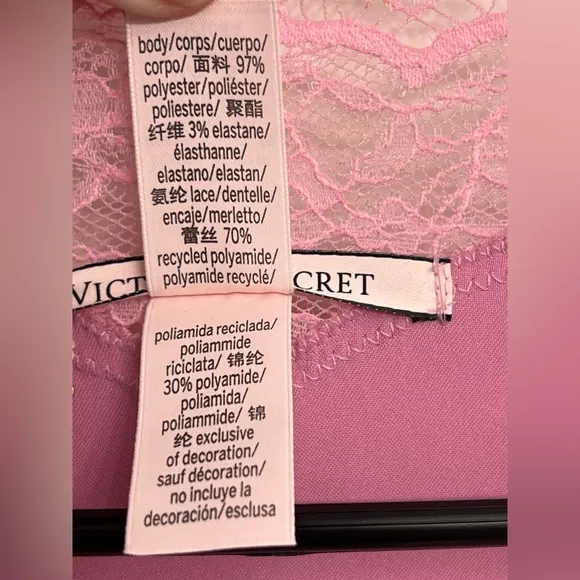 body/corps/cuerpo/
corpo/ 面料 97%
polyester/poliéster/
poliestere/ 聚酯
纤维 3% elastane/
élasthanne/
elastano/elastan/
氨纶 lace/dentelle/
encaje/merletto/
蕾丝 70%
recycled polyamide/
polyamide recyclé/
VICT CRET
poliamida reciclada/
poliammide
riciclata/ 锦纶
30% polyamide/
poliamida/
poliammide/ 锦
纶 exclusive
of decoration/
sauf décoration/
no incluye la
decoración/esclusa